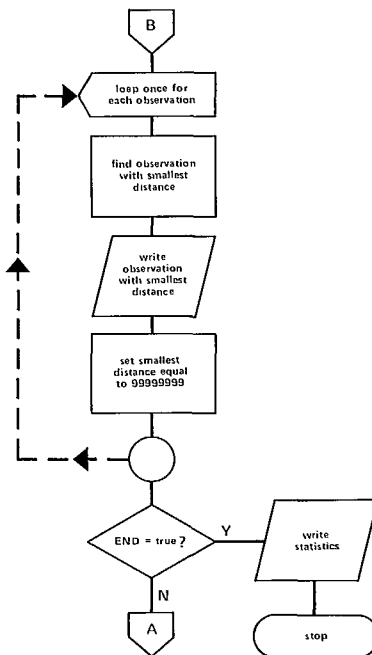 B
loop once for
each observation
find observation
with smallest
distance
write
observation
with smallest
distance
set smallest
distance equal
to 99999999
END = true?
Y
write
statistics
N
A
stop